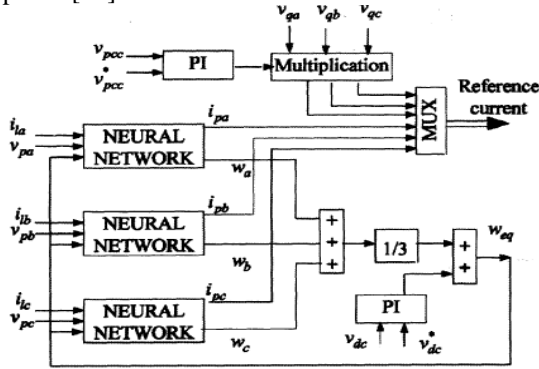 v_qa v_qb v_qc
v_pcc
v*_pcc
PI
Multiplication
Reference
current
MUX
i_la
v_pa
NEURAL
NETWORK
i_pa
w_a
i_lb
v_pb
NEURAL
NETWORK
i_pb
w_b
i_lc
v_pc
NEURAL
NETWORK
i_pc
w_c
+
+
+
1/3
+
+
w_eq
PI
v_dc v*_dc